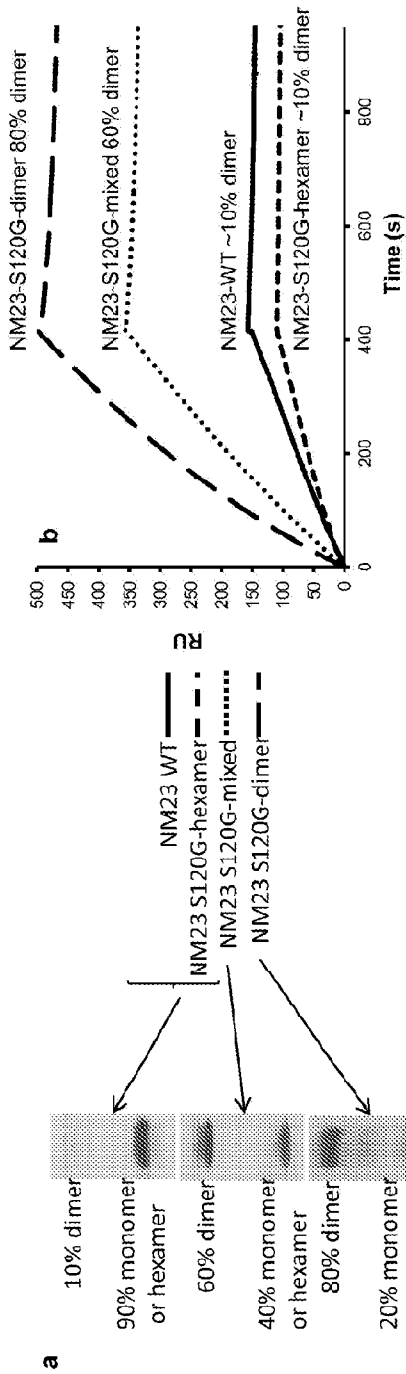 a
10% dimer
90% monomer
or hexamer
60% dimer
40% monomer
or hexamer
80% dimer
20% monomer
NM23 WT
NM23 S120G-hexamer
NM23 S120G-mixed
NM23 S120G-dimer
b
RU
500
450
400
350
300
250
200
150
100
50
0
NM23-S120G-dimer 80% dimer
NM23-S120G-mixed 60% dimer
NM23-WT ~10% dimer
NM23-S120G-hexamer ~10% dimer
0
200
400
600
800
Time (s)